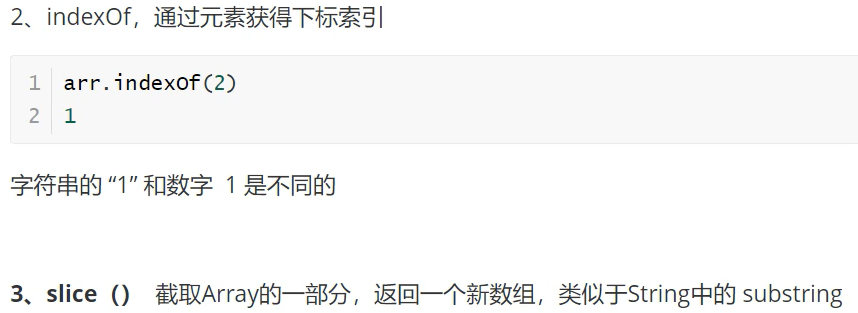 2、indexOf，通过元素获得下标索引
1 arr.indexOf(2)
2 1
字符串的 “1” 和数字 1 是不同的
3、slice（） 截取Array的一部分，返回一个新数组，类似于String中的 substring